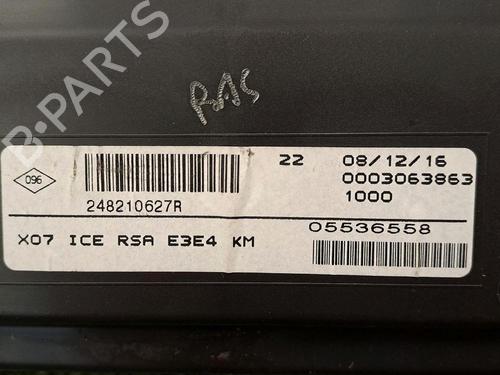 RAS
B-PARTS
096
22 08/12/16
0003063863
248210627R
1000
X07 ICE RSA E3E4 KM
05536558